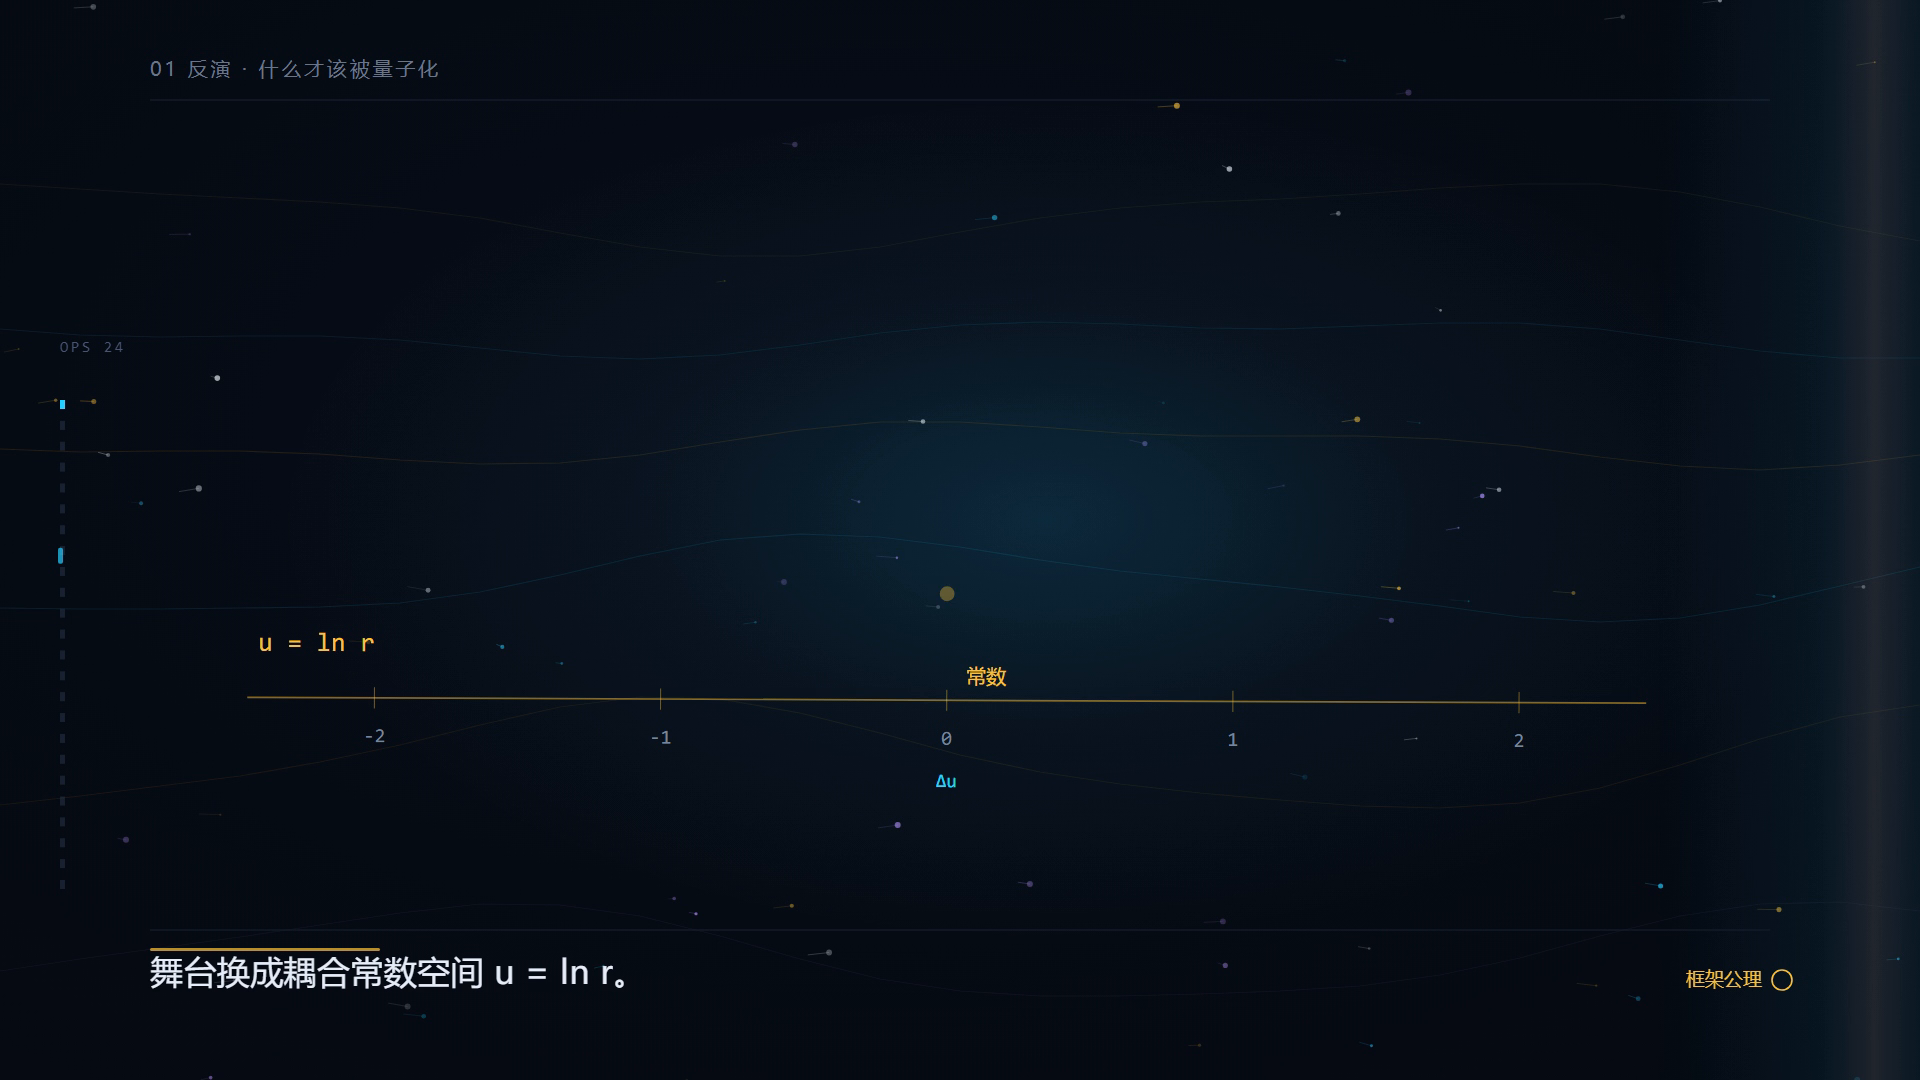 01 反演 · 什么才该被量子化
OPS 24
u = ln r
常数
-2 -1 0 1 2
Δu
舞台换成耦合常数空间 u = ln r。
框架公理